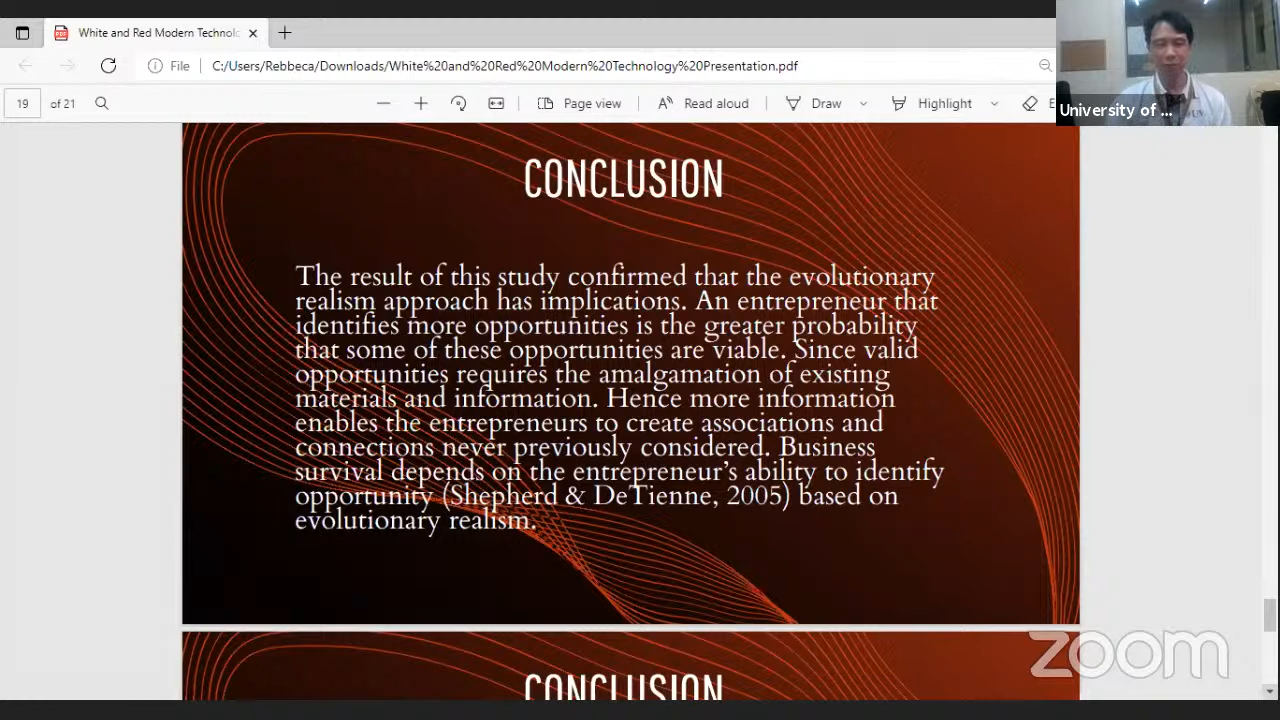 White and Red Modern Technolo
File
C:/Users/Rebbeca/Downloads/White%20and%20Red%20Modern%20Technology%20Presentation.pdf
19 of 21
Page view
Read aloud
Draw
Highlight
E
University of ...
CONCLUSION
The result of this study confirmed that the evolutionary
realism approach has implications. An entrepreneur that
identifies more opportunities is the greater probability
that some of these opportunities are viable. Since valid
opportunities requires the amalgamation of existing
materials and information. Hence more information
enables the entrepreneurs to create associations and
connections never previously considered. Business
survival depends on the entrepreneur's ability to identify
opportunity (Shepherd & DeTienne, 2005) based on
evolutionary realism.
zoom
CONCLUSION